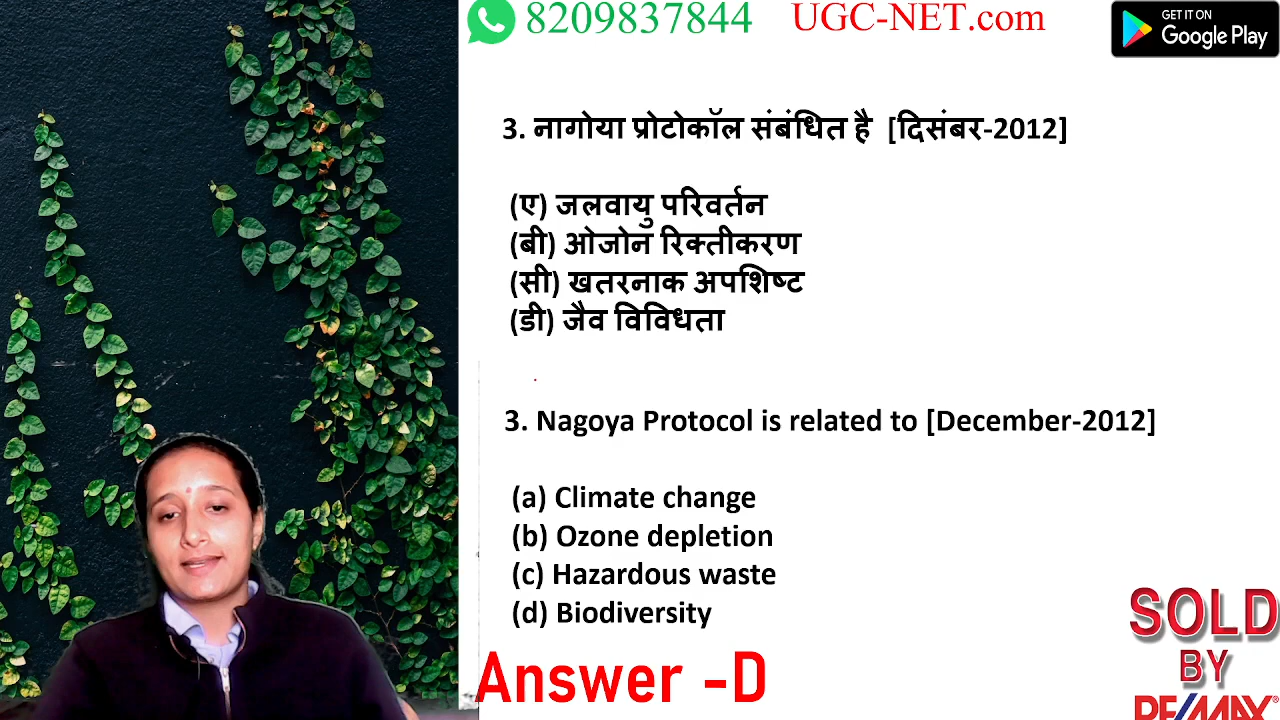 8209837844 UGC-NET.com
GET IT ON
Google Play
3. नागोया प्रोटोकॉल संबंधित है [दिसंबर-2012]
(ए) जलवायु परिवर्तन
(बी) ओजोन रिक्तीकरण
(सी) खतरनाक अपशिष्ट
(डी) जैव विविधता
3. Nagoya Protocol is related to [December-2012]
(a) Climate change
(b) Ozone depletion
(c) Hazardous waste
(d) Biodiversity
Answer -D
SOLD
BY
RE/MAX®